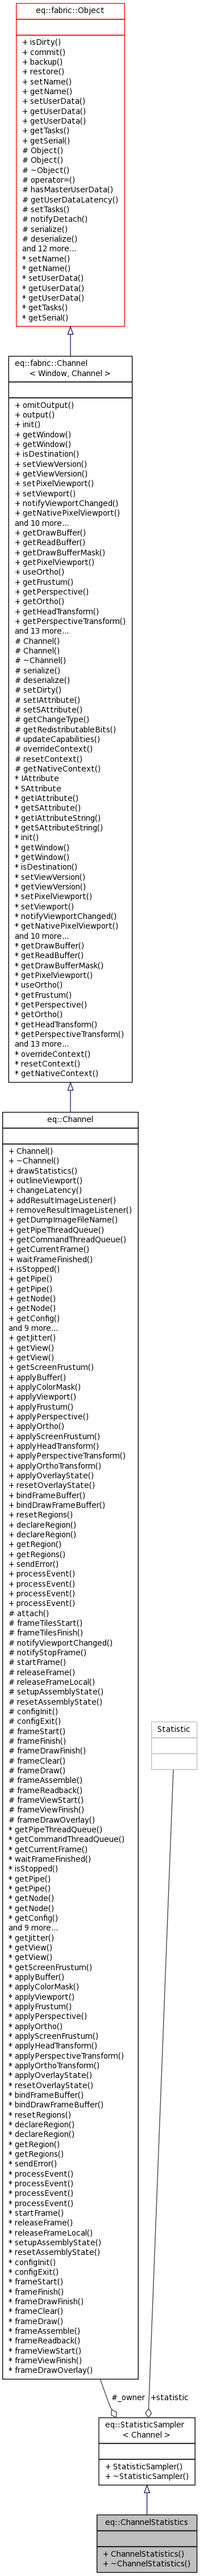 eq::fabric::Object
+ isDirty()
+ commit()
+ backup()
+ restore()
+ setName()
+ getName()
+ setUserData()
+ getUserData()
+ getUserData()
+ getTasks()
+ getSerial()
# Object()
# Object()
# ~Object()
# operator=()
# hasMasterUserData()
# getUserDataLatency()
# setTasks()
# notifyDetach()
# serialize()
# deserialize()
and 12 more...
* setName()
* getName()
* setUserData()
* getUserData()
* getUserData()
* getTasks()
* getSerial()
eq::fabric::Channel
< Window, Channel >
+ omitOutput()
+ output()
+ init()
+ getWindow()
+ getWindow()
+ isDestination()
+ setViewVersion()
+ getViewVersion()
+ setPixelViewport()
+ setViewport()
+ notifyViewportChanged()
+ getNativePixelViewport()
and 10 more...
+ getDrawBuffer()
+ getReadBuffer()
+ getDrawBufferMask()
+ getPixelViewport()
+ useOrtho()
+ getFrustum()
+ getPerspective()
+ getOrtho()
+ getHeadTransform()
+ getPerspectiveTransform()
and 13 more...
# Channel()
# Channel()
# ~Channel()
# serialize()
# deserialize()
# setDirty()
# setIAttribute()
# setSAttribute()
# getChangeType()
# getRedistributableBits()
# updateCapabilities()
# overrideContext()
# resetContext()
# getNativeContext()
* IAttribute
* SAttribute
* getIAttribute()
* getSAttribute()
* getIAttributeString()
* getSAttributeString()
* init()
* getWindow()
* getWindow()
* isDestination()
* setViewVersion()
* getViewVersion()
* setPixelViewport()
* setViewport()
* notifyViewportChanged()
* getNativePixelViewport()
and 10 more...
* getDrawBuffer()
* getReadBuffer()
* getDrawBufferMask()
* getPixelViewport()
* useOrtho()
* getFrustum()
* getPerspective()
* getOrtho()
* getHeadTransform()
* getPerspectiveTransform()
and 13 more...
* overrideContext()
* resetContext()
* getNativeContext()
eq::Channel
+ Channel()
+ ~Channel()
+ drawStatistics()
+ outlineViewport()
+ changeLatency()
+ addResultImageListener()
+ removeResultImageListener()
+ getDumpImageFileName()
+ getPipeThreadQueue()
+ getCommandThreadQueue()
+ getCurrentFrame()
+ waitFrameFinished()
+ isStopped()
+ getPipe()
+ getPipe()
+ getNode()
+ getNode()
+ getConfig()
and 9 more...
+ getJitter()
+ getView()
+ getView()
+ getScreenFrustum()
+ applyBuffer()
+ applyColorMask()
+ applyViewport()
+ applyFrustum()
+ applyPerspective()
+ applyOrtho()
+ applyScreenFrustum()
+ applyHeadTransform()
+ applyPerspectiveTransform()
+ applyOrthoTransform()
+ applyOverlayState()
+ resetOverlayState()
+ bindFrameBuffer()
+ bindDrawFrameBuffer()
+ resetRegions()
+ declareRegion()
+ declareRegion()
+ getRegion()
+ getRegions()
+ sendError()
+ processEvent()
+ processEvent()
+ processEvent()
+ processEvent()
# attach()
# frameTilesStart()
# frameTilesFinish()
# notifyViewportChanged()
# notifyStopFrame()
# startFrame()
# releaseFrame()
# releaseFrameLocal()
# setupAssemblyState()
# resetAssemblyState()
# configInit()
# configExit()
# frameStart()
# frameFinish()
# frameDrawFinish()
# frameClear()
# frameDraw()
# frameAssemble()
# frameReadback()
# frameViewStart()
# frameViewFinish()
# frameDrawOverlay()
* getPipeThreadQueue()
* getCommandThreadQueue()
* getCurrentFrame()
* waitFrameFinished()
* isStopped()
* getPipe()
* getPipe()
* getNode()
* getNode()
* getConfig()
and 9 more...
* getJitter()
* getView()
* getView()
* getScreenFrustum()
* applyBuffer()
* applyColorMask()
* applyViewport()
* applyFrustum()
* applyPerspective()
* applyOrtho()
* applyScreenFrustum()
* applyHeadTransform()
* applyPerspectiveTransform()
* applyOrthoTransform()
* applyOverlayState()
* resetOverlayState()
* bindFrameBuffer()
* bindDrawFrameBuffer()
* resetRegions()
* declareRegion()
* declareRegion()
* getRegion()
* getRegions()
* sendError()
* processEvent()
* processEvent()
* processEvent()
* processEvent()
* startFrame()
* releaseFrame()
* releaseFrameLocal()
* setupAssemblyState()
* resetAssemblyState()
* configInit()
* configExit()
* frameStart()
* frameFinish()
* frameDrawFinish()
* frameClear()
* frameDraw()
* frameAssemble()
* frameReadback()
* frameViewStart()
* frameViewFinish()
* frameDrawOverlay()
Statistic
#_owner
+statistic
eq::StatisticSampler
< Channel >
+ StatisticSampler()
+ ~StatisticSampler()
eq::ChannelStatistics
+ ChannelStatistics()
+ ~ChannelStatistics()